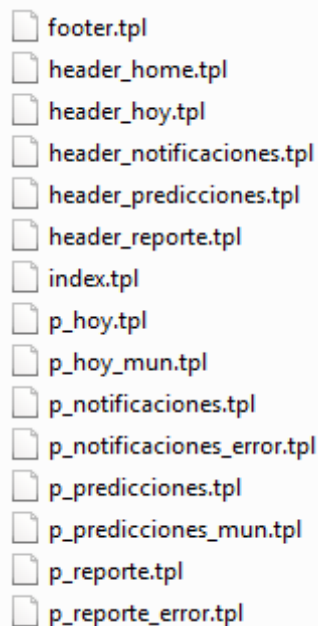 footer.tpl
header_home.tpl
header_hoy.tpl
header_notificaciones.tpl
header_predicciones.tpl
header_reporte.tpl
index.tpl
p_hoy.tpl
p_hoy_mun.tpl
p_notificaciones.tpl
p_notificaciones_error.tpl
p_predicciones.tpl
p_predicciones_mun.tpl
p_reporte.tpl
p_reporte_error.tpl